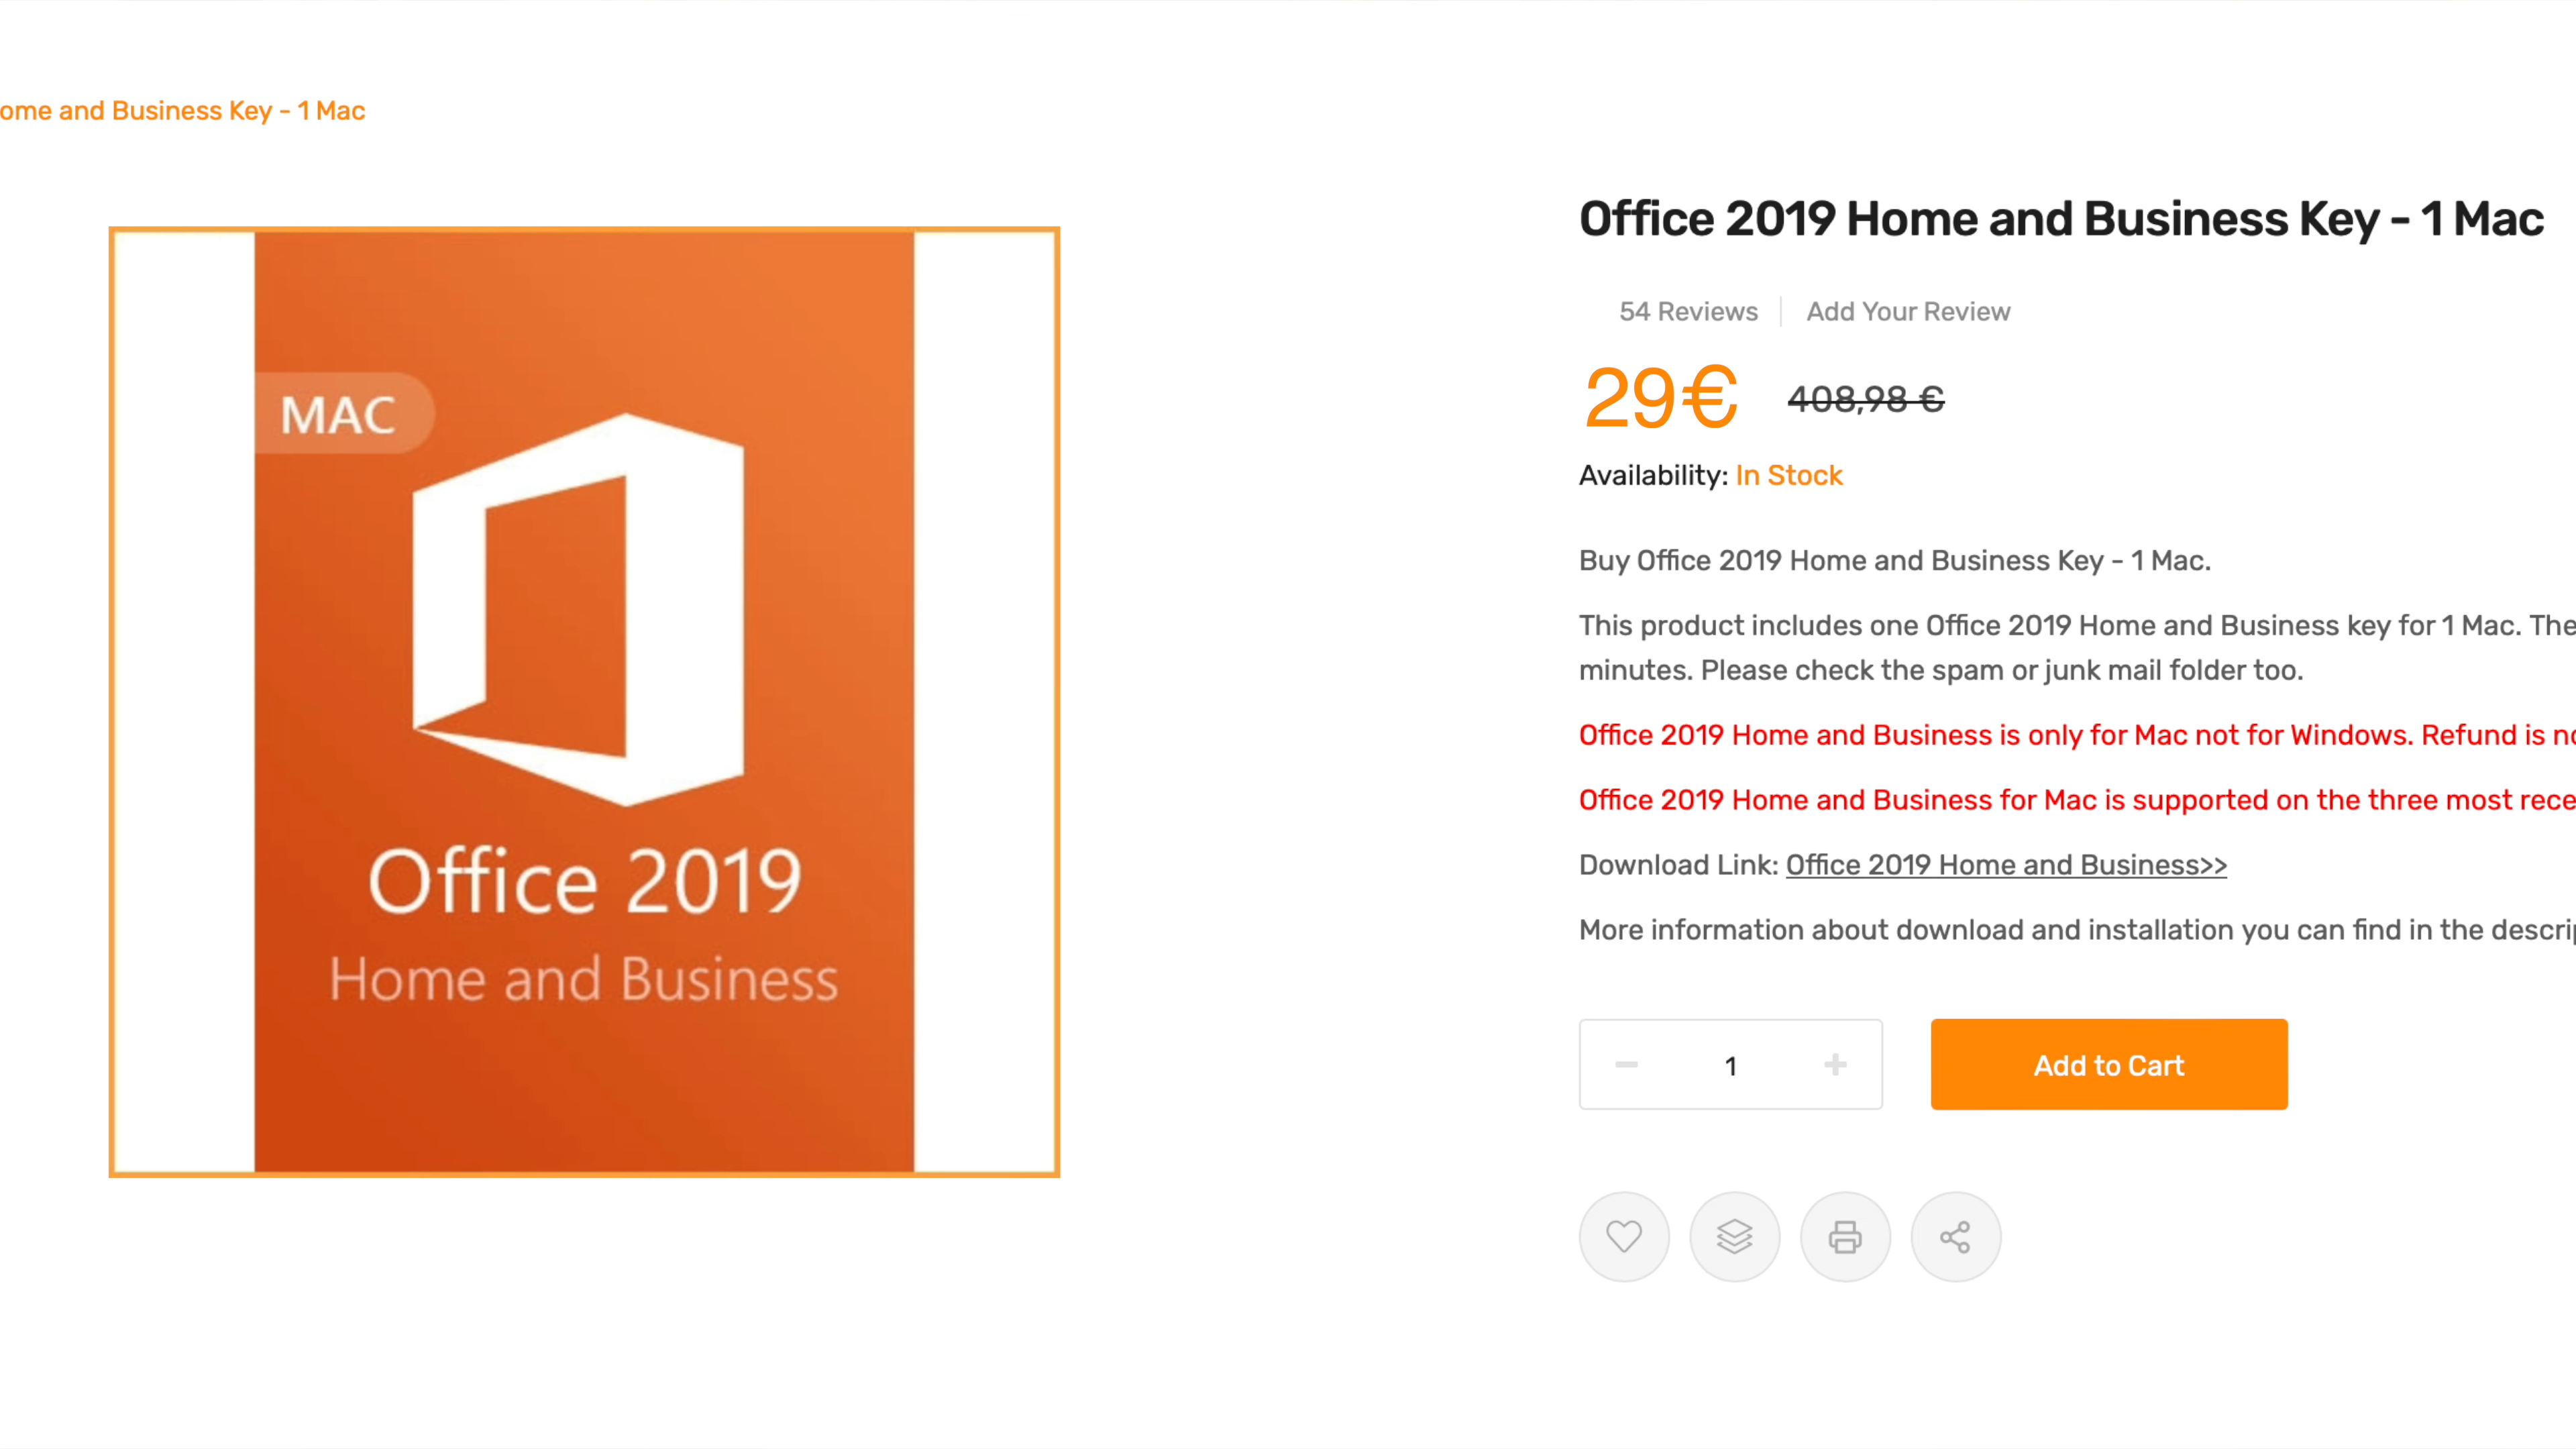 ome and Business Key - 1 Mac
MAC
Office 2019
Home and Business
Office 2019 Home and Business Key - 1 Mac
54 Reviews
Add Your Review
29€ 408,98 €
Availability: In Stock
Buy Office 2019 Home and Business Key - 1 Mac.
This product includes one Office 2019 Home and Business key for 1 Mac. The
minutes. Please check the spam or junk mail folder too.
Office 2019 Home and Business is only for Mac not for Windows. Refund is no
Office 2019 Home and Business for Mac is supported on the three most rece
Download Link: Office 2019 Home and Business>>
More information about download and installation you can find in the descrip
− 1 +
Add to Cart